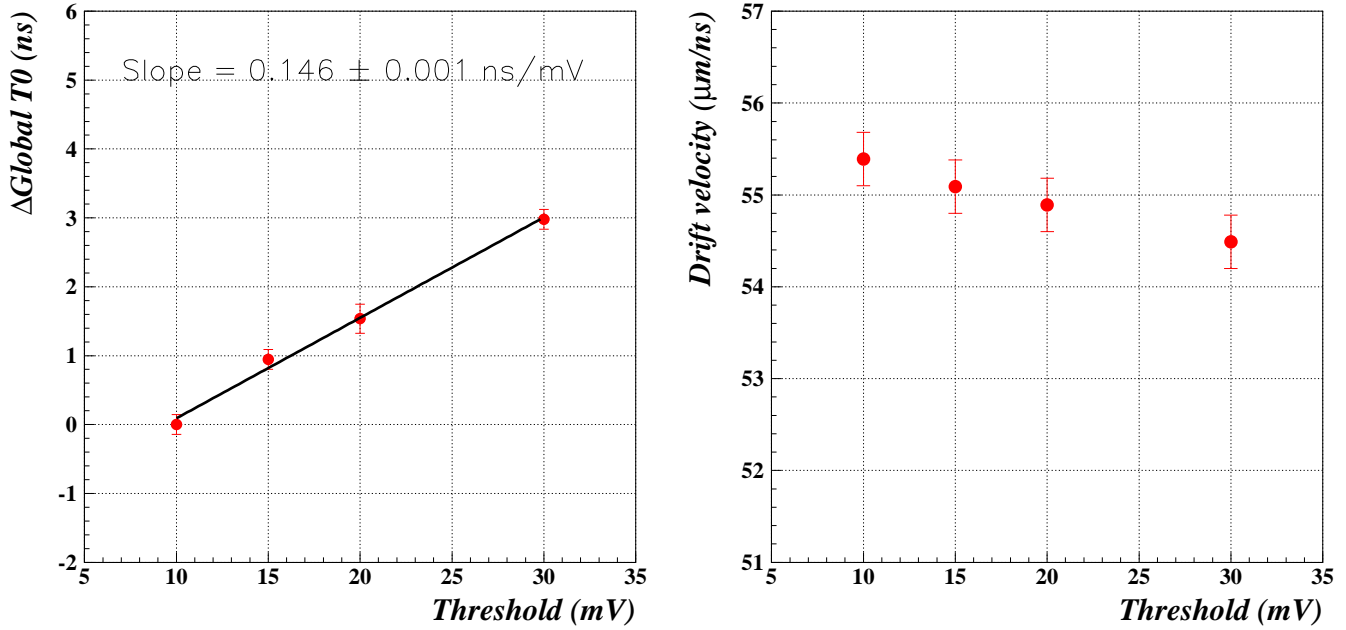 ΔGlobal T0 (ns)
6
5
4
3
2
1
0
-1
-2
Slope = 0.146 ± 0.001 ns/mV
5 10 15 20 25 30 35
Threshold (mV)
Drift velocity (μm/ns)
57
56
55
54
53
52
51
5 10 15 20 25 30 35
Threshold (mV)